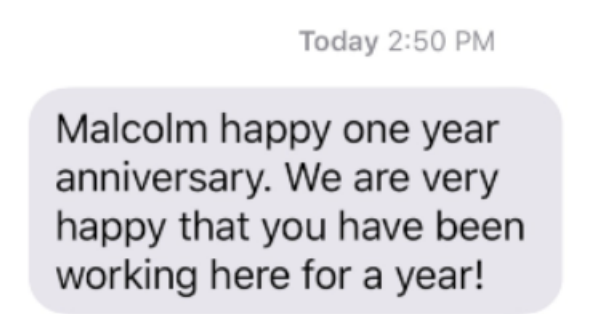 Today 2:50 PM
Malcolm happy one year
anniversary. We are very
happy that you have been
working here for a year!